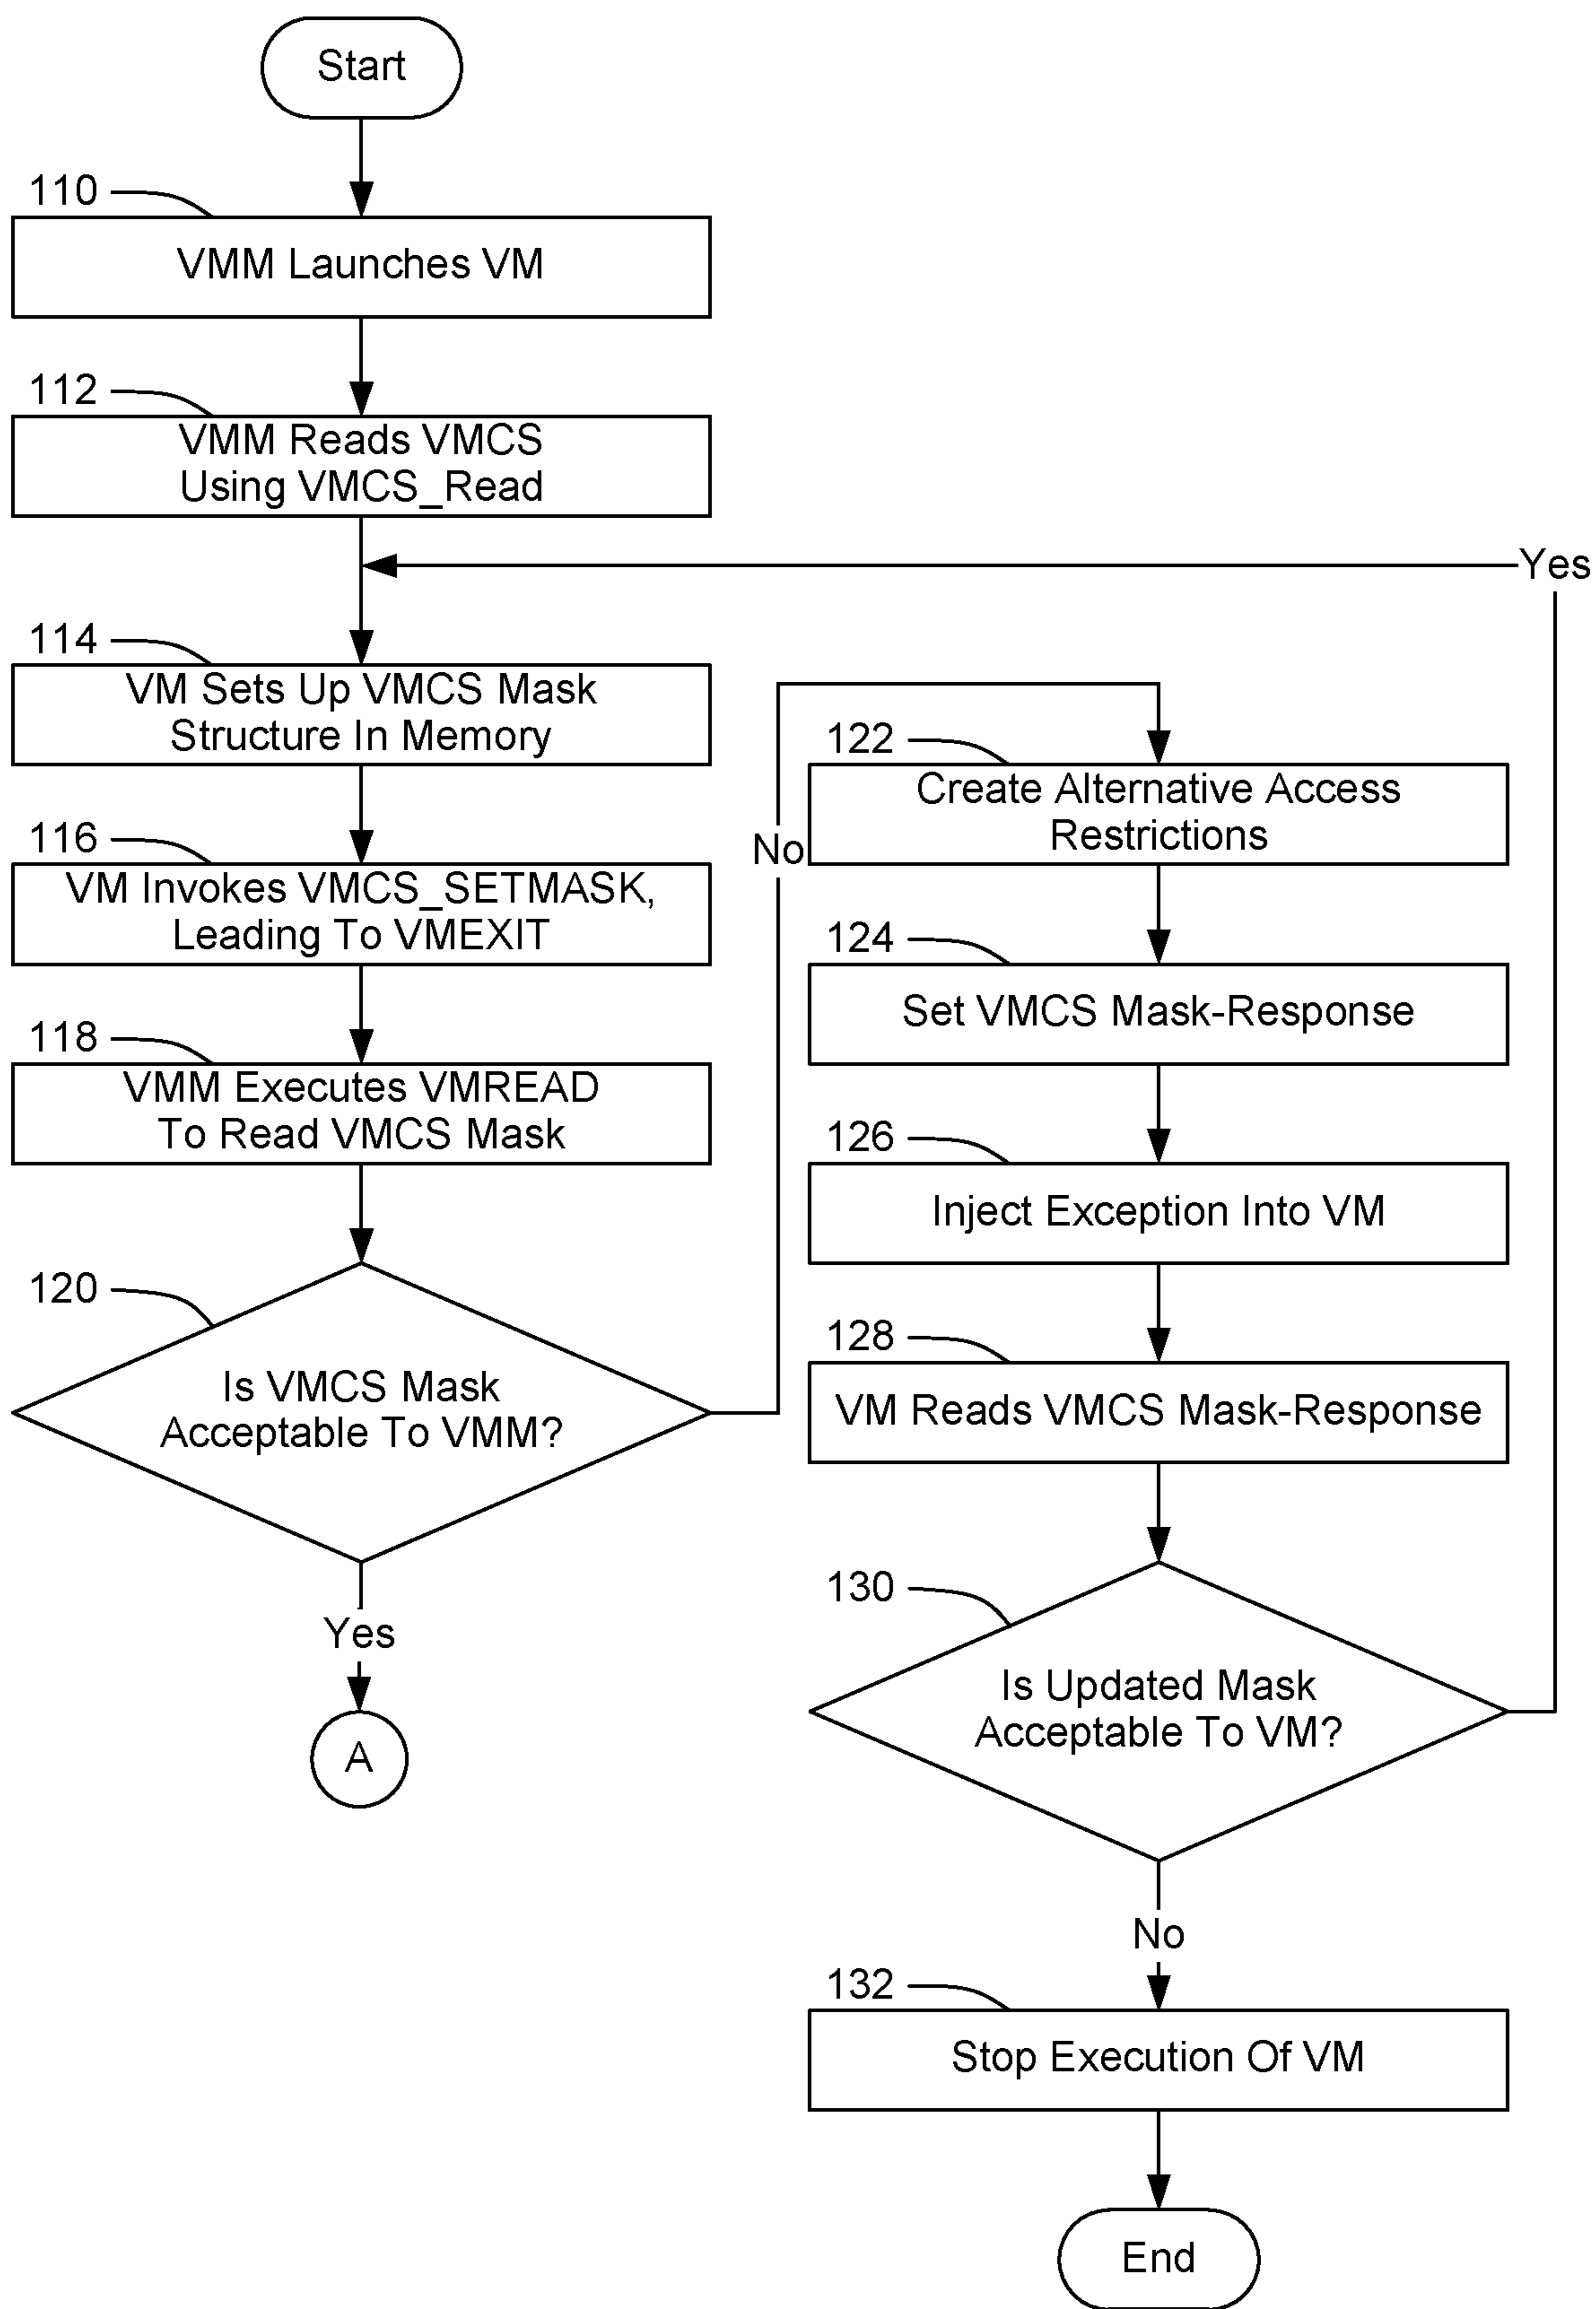 Start
110
VMM Launches VM
112
VMM Reads VMCS
Using VMCS_Read
Yes
114
VM Sets Up VMCS Mask
Structure In Memory
116
VM Invokes VMCS_SETMASK,
Leading To VMEXIT
118
VMM Executes VMREAD
To Read VMCS Mask
120
Is VMCS Mask
Acceptable To VMM?
Yes
A
No
122
Create Alternative Access
Restrictions
124
Set VMCS Mask-Response
126
Inject Exception Into VM
128
VM Reads VMCS Mask-Response
130
Is Updated Mask
Acceptable To VM?
No
132
Stop Execution Of VM
End